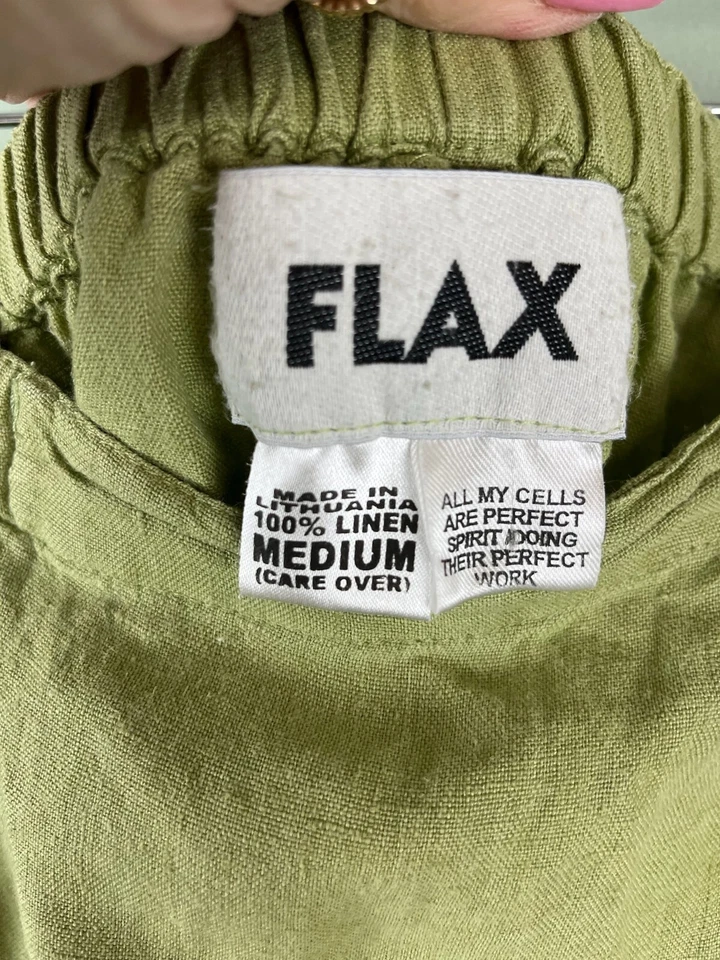 FLAX
MADE IN
LITHUANIA
100% LINEN
MEDIUM
(CARE OVER)
ALL MY CELLS
ARE PERFECT
SPIRIT DOING
THEIR PERFECT
WORK